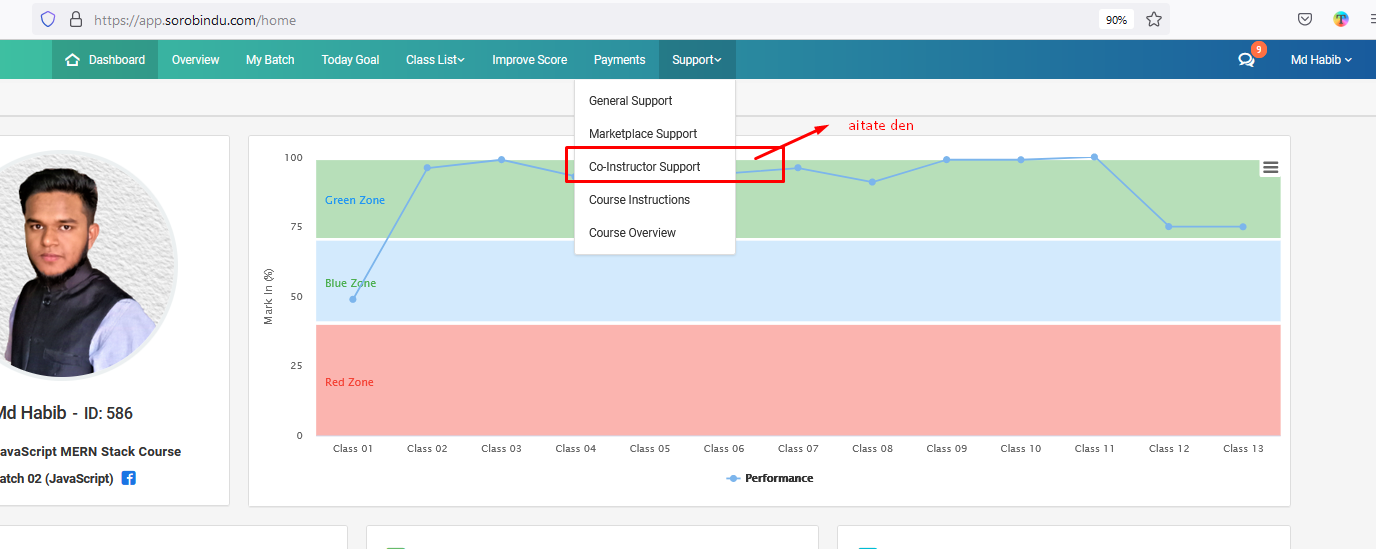 https://app.sorobindu.com/home
90%
Dashboard
Overview
My Batch
Today Goal
Class List
Improve Score
Payments
Support
9
Md Habib
General Support
Marketplace Support
Co-Instructor Support
Course Instructions
Course Overview
aitate den
Md Habib - ID: 586
JavaScript MERN Stack Course
Batch 02 (JavaScript)
Mark In (%)
100
75
50
25
0
Green Zone
Blue Zone
Red Zone
Class 01
Class 02
Class 03
Class 04
Class 05
Class 06
Class 07
Class 08
Class 09
Class 10
Class 11
Class 12
Class 13
Performance